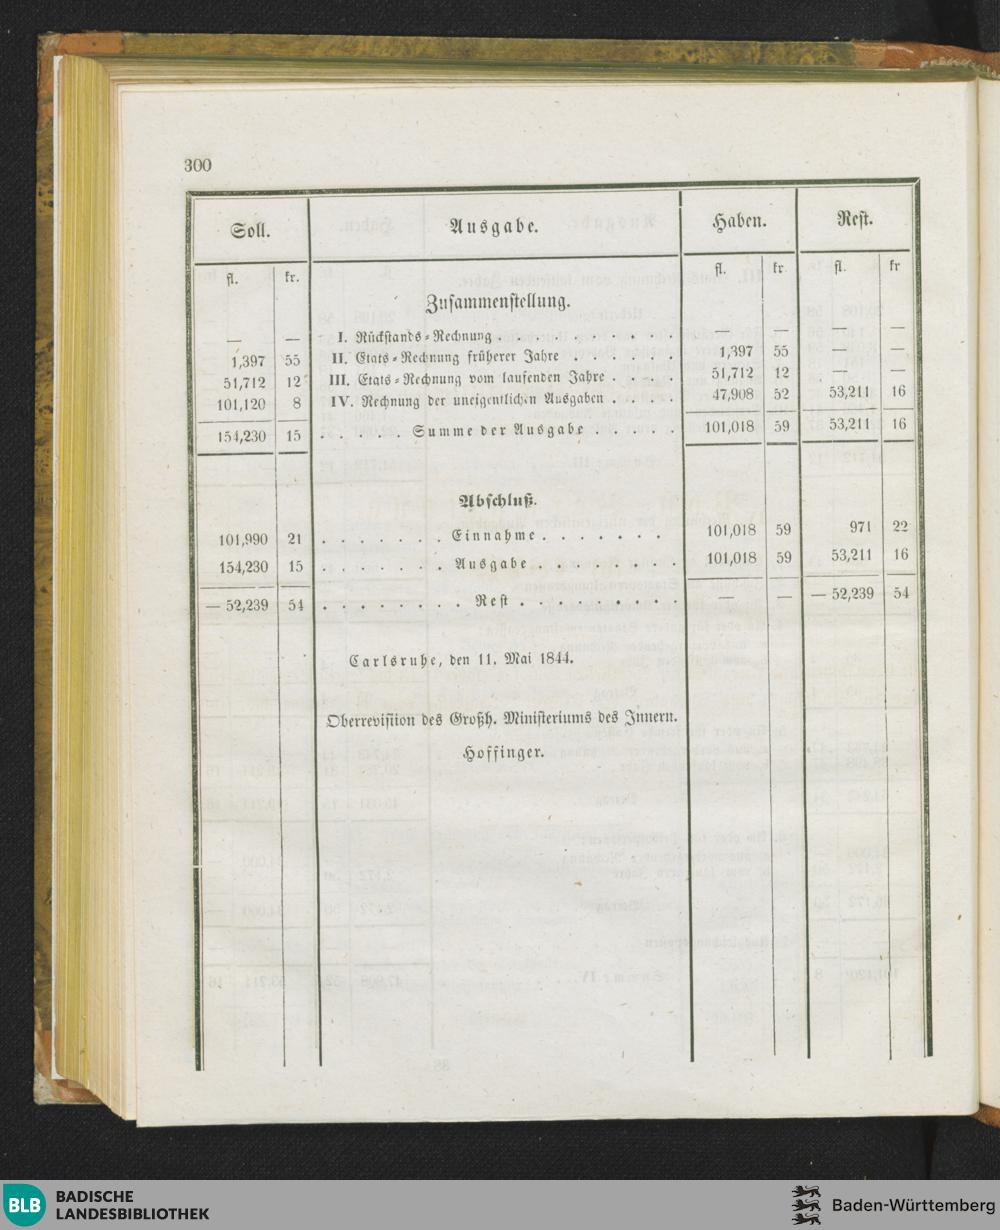 300
Soll. Ausgabe. Haben. Rest.
fl. kr. fl. kr. fl. kr
Zusammenstellung.
— — I. Rückstands-Rechnung . . . . . . . . — — — —
1,397 55 II. Etats-Rechnung früherer Jahre . . . . . 1,397 55 — —
51,712 12 III. Etats-Rechnung vom laufenden Jahre . . . . 51,712 12 — —
101,120 8 IV. Rechnung der uneigentlichen Ausgaben . . . . 47,908 52 53,211 16
154,230 15 . . . . . Summe der Ausgabe . . . . . 101,018 59 53,211 16
Abschluß.
101,990 21 . . . . . . . Einnahme . . . . . . . 101,018 59 971 22
154,230 15 . . . . . . . Ausgabe . . . . . . . . 101,018 59 53,211 16
— 52,239 54 . . . . . . . . Rest . . . . . . . . . — — — 52,239 54
Carlsruhe, den 11. Mai 1844.
Oberrevision des Großh. Ministeriums des Innern.
Hoffinger.
BLB BADISCHE
LANDESBIBLIOTHEK
Baden-Württemberg